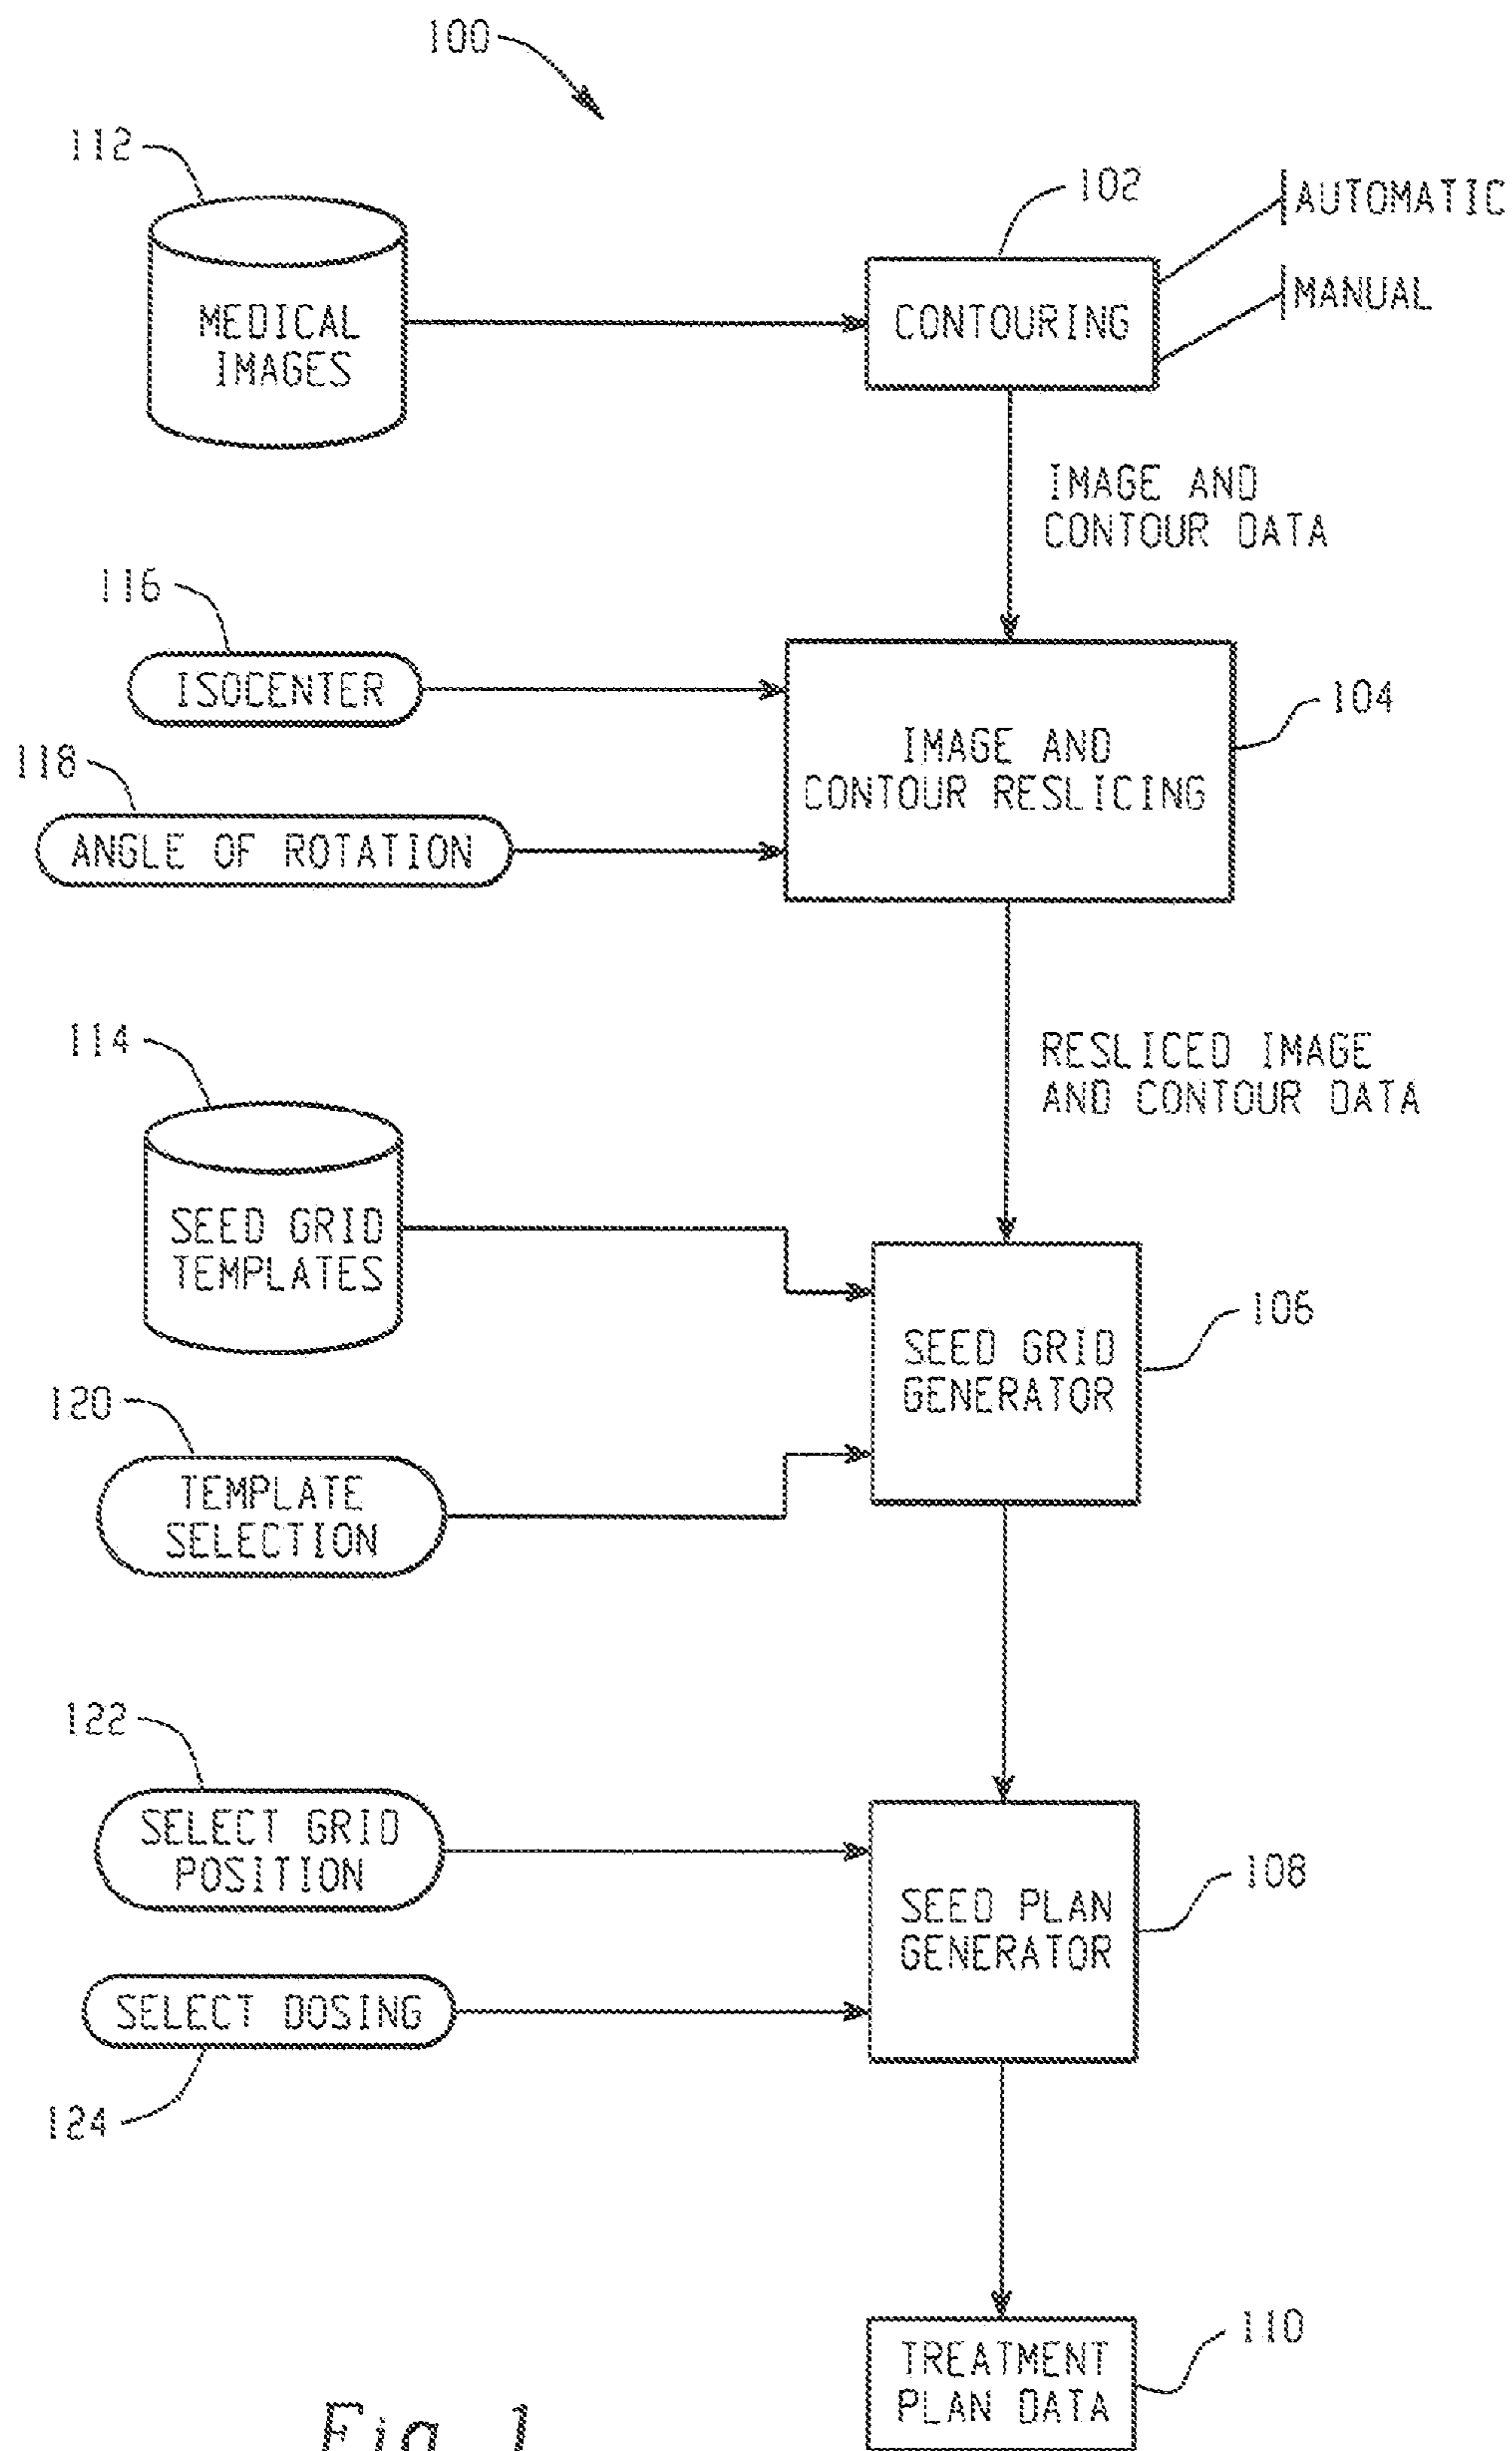 100
112
102
AUTOMATIC
MANUAL
MEDICAL
IMAGES
CONTOURING
IMAGE AND
CONTOUR DATA
116
ISOCENTER
104
118
IMAGE AND
CONTOUR RESLICING
ANGLE OF ROTATION
114
RESLICED IMAGE
AND CONTOUR DATA
SEED GRID
TEMPLATES
106
SEED GRID
GENERATOR
120
TEMPLATE
SELECTION
122
SELECT GRID
POSITION
108
SEED PLAN
GENERATOR
SELECT DOSING
124
110
TREATMENT
PLAN DATA
Fig. 1